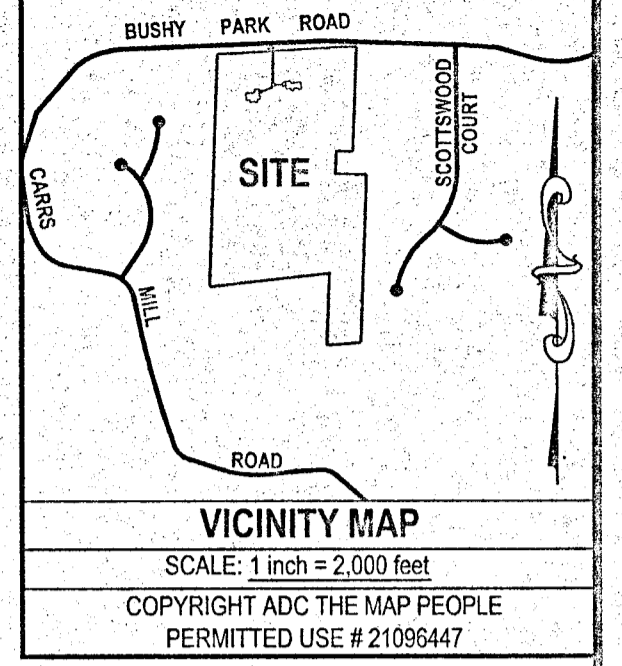 BUSHY PARK ROAD
SCOTTSWOOD
COURT
SITE
CARRS
MILL
ROAD
VICINITY MAP
SCALE: 1 inch = 2,000 feet
COPYRIGHT ADC THE MAP PEOPLE
PERMITTED USE # 21096447